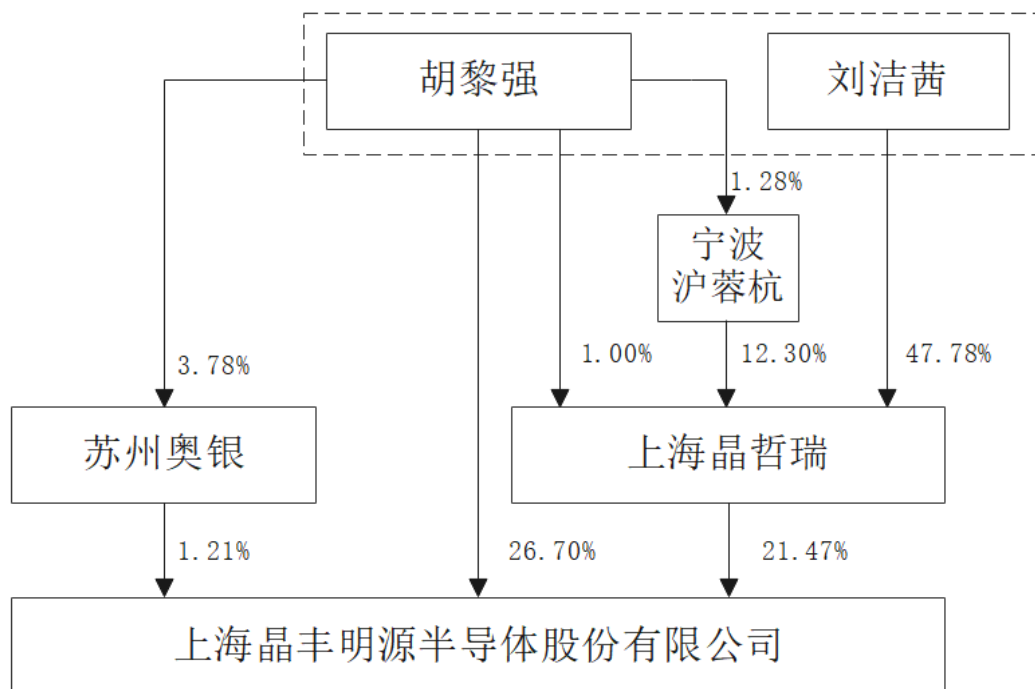 胡黎强
刘洁茜
1.28%
宁波
沪蓉杭
3.78%
1.00%
12.30%
47.78%
苏州奥银
上海晶哲瑞
1.21%
26.70%
21.47%
上海晶丰明源半导体股份有限公司